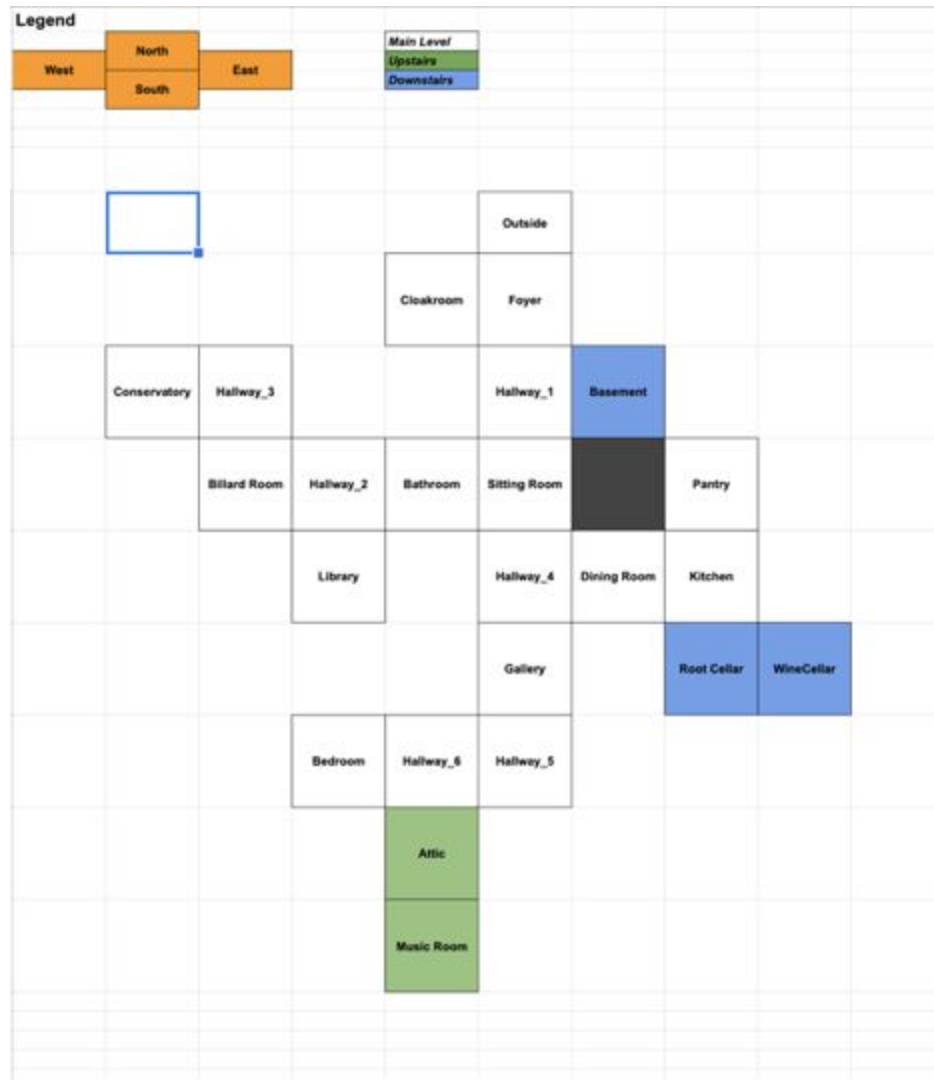 Legend
North
West
East
South
Main Level
Upstairs
Downstairs
Outside
Cloakroom
Foyer
Conservatory
Hallway_3
Hallway_1
Basement
Billard Room
Hallway_2
Bathroom
Sitting Room
Pantry
Library
Hallway_4
Dining Room
Kitchen
Gallery
Root Cellar
WineCellar
Bedroom
Hallway_6
Hallway_5
Attic
Music Room